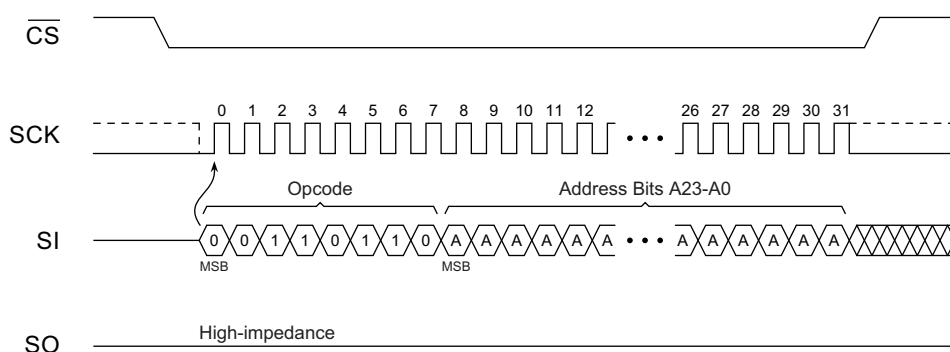 CS
0 1 2 3 4 5 6 7 8 9 10 11 12 26 27 28 29 30 31
SCK
Opcode Address Bits A23-A0
SI 0 0 1 1 0 1 1 0 A A A A A A ••• A A A A A A
MSB MSB
High-impedance
SO